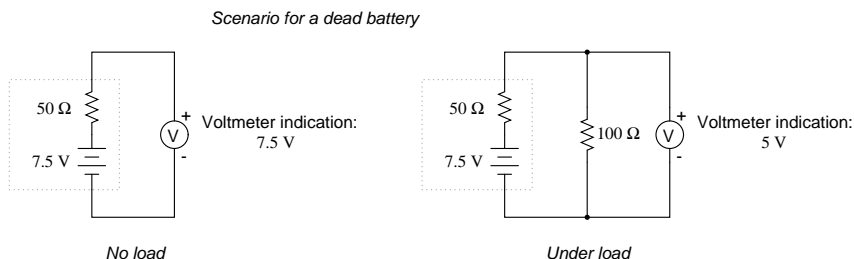 Scenario for a dead battery
50 Ω
7.5 V
V
+
-
Voltmeter indication:
7.5 V
No load
50 Ω
7.5 V
100 Ω
V
+
-
Voltmeter indication:
5 V
Under load